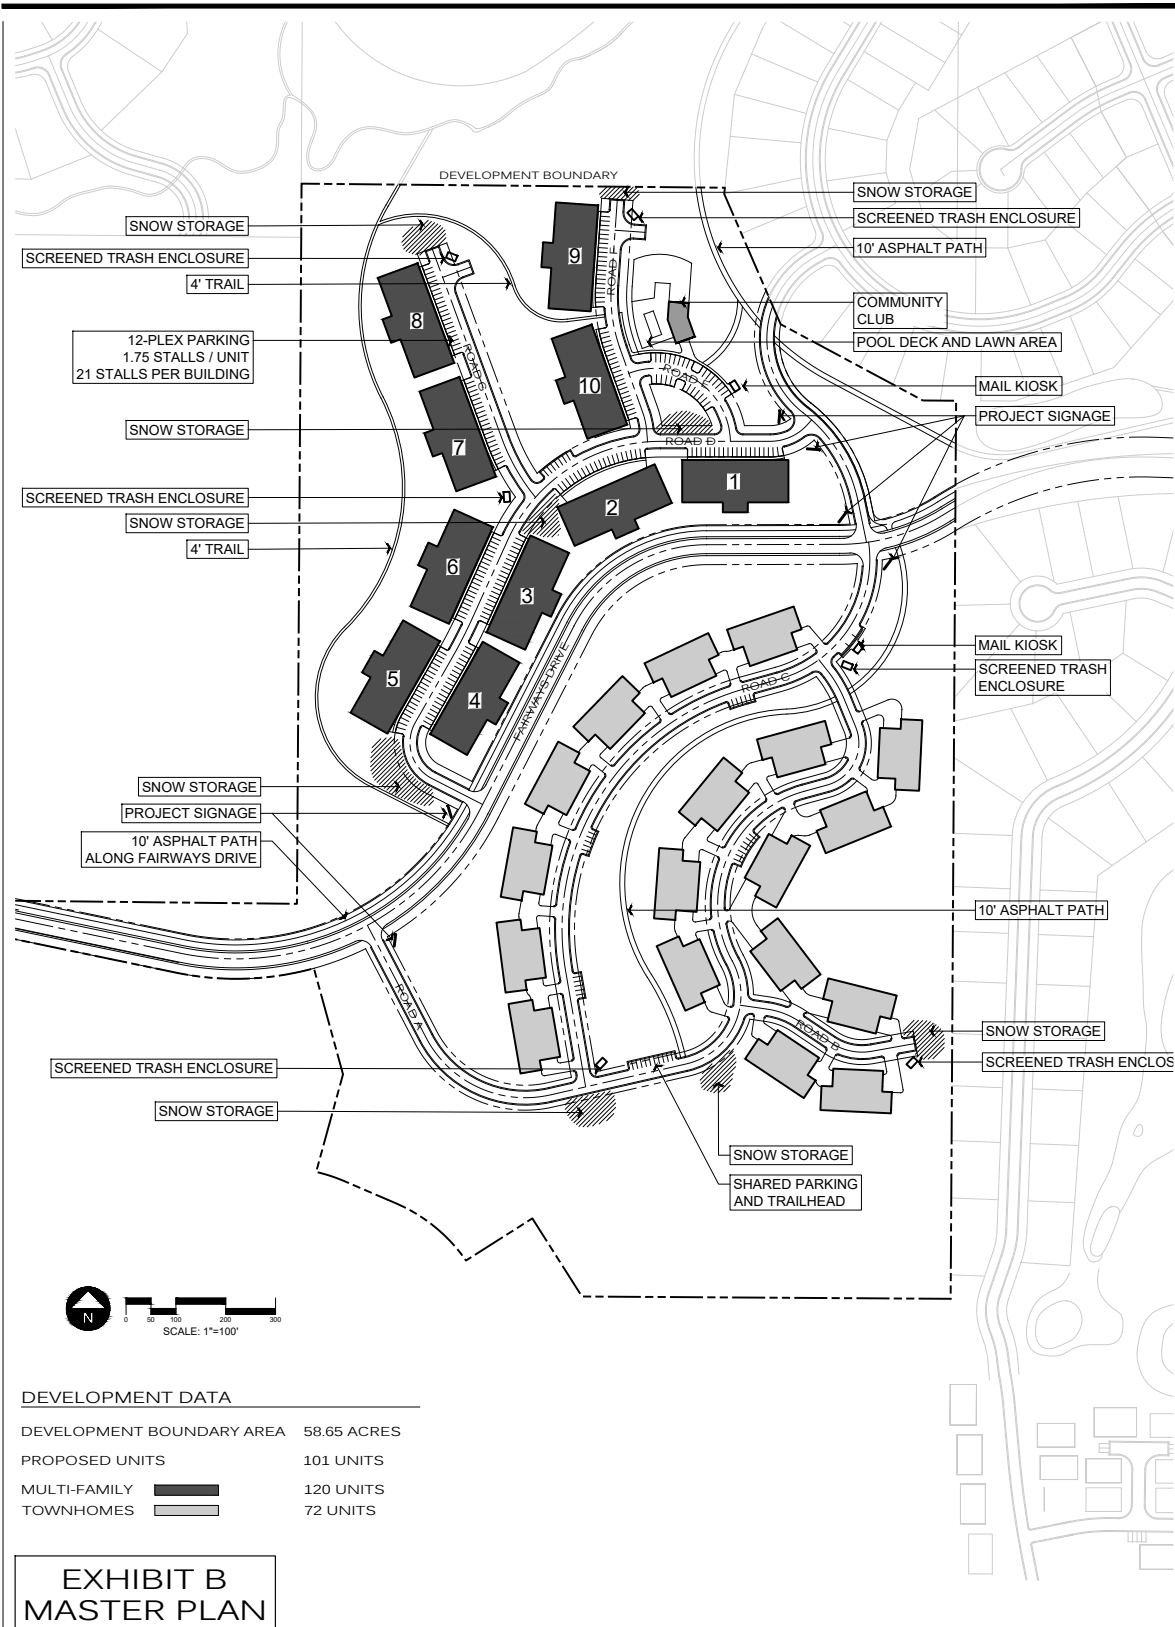 DEVELOPMENT BOUNDARY
SNOW STORAGE
SCREENED TRASH ENCLOSURE
4' TRAIL
12-PLEX PARKING
1.75 STALLS / UNIT
21 STALLS PER BUILDING
SNOW STORAGE
SCREENED TRASH ENCLOSURE
SNOW STORAGE
4' TRAIL
SNOW STORAGE
PROJECT SIGNAGE
10' ASPHALT PATH
ALONG FAIRWAYS DRIVE
SCREENED TRASH ENCLOSURE
SNOW STORAGE
SNOW STORAGE
SCREENED TRASH ENCLOSURE
10' ASPHALT PATH
COMMUNITY
CLUB
POOL DECK AND LAWN AREA
MAIL KIOSK
PROJECT SIGNAGE
MAIL KIOSK
SCREENED TRASH
ENCLOSURE
10' ASPHALT PATH
SNOW STORAGE
SCREENED TRASH ENCLOS
SNOW STORAGE
SHARED PARKING
AND TRAILHEAD
9
8
10
7
1
2
6
3
5
4
ROAD F
ROAD E
ROAD D
ROAD C
FAIRWAYS DRIVE
ROAD A
ROAD B
N
0 50 100 200 300
SCALE: 1"=100'
DEVELOPMENT DATA
DEVELOPMENT BOUNDARY AREA 58.65 ACRES
PROPOSED UNITS 101 UNITS
MULTI-FAMILY 120 UNITS
TOWNHOMES 72 UNITS
EXHIBIT B
MASTER PLAN